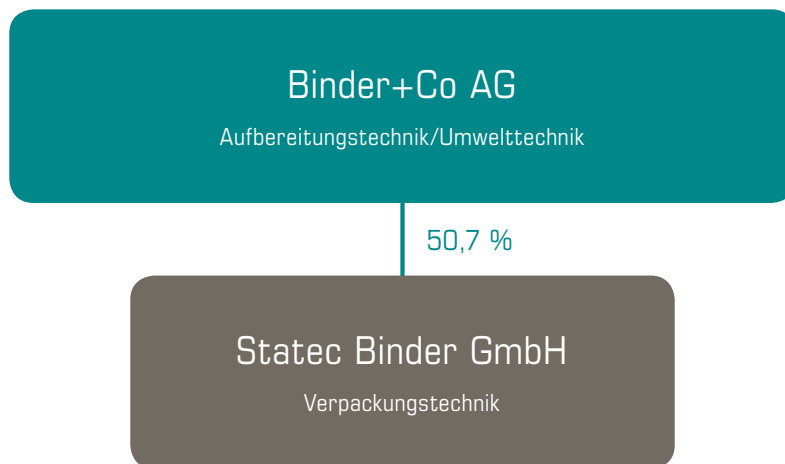 Binder+Co AG
Aufbereitungstechnik/Umwelttechnik
50,7 %
Statec Binder GmbH
Verpackungstechnik